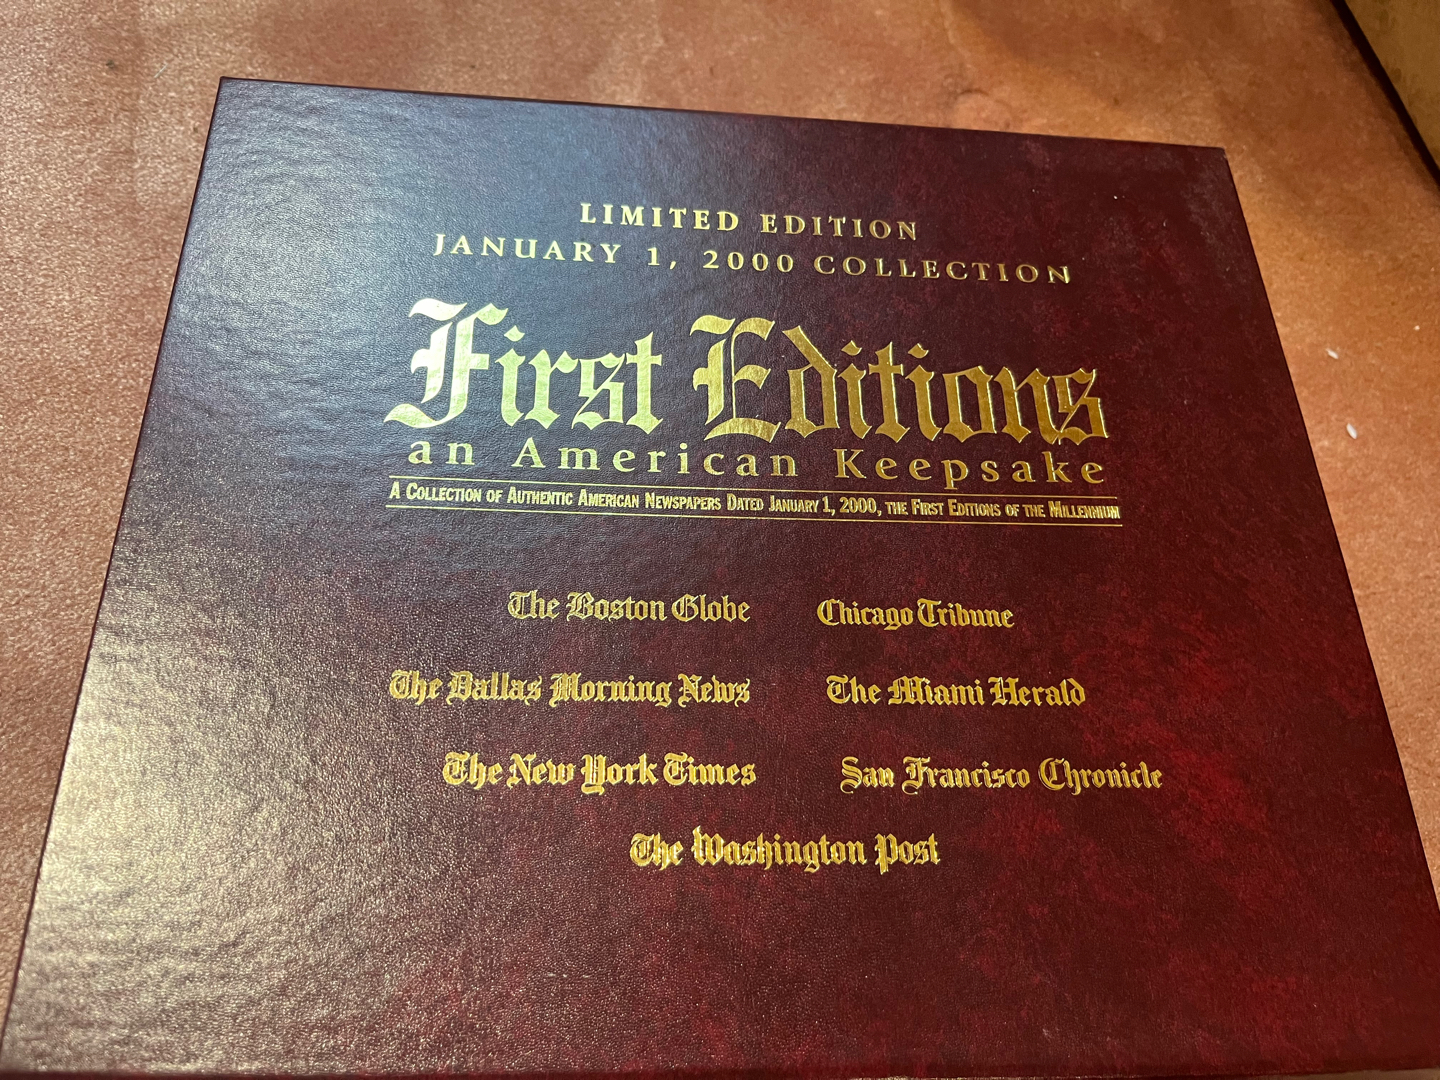 LIMITED EDITION
JANUARY 1, 2000 COLLECTION
First Editions
an American Keepsake
A COLLECTION OF AUTHENTIC AMERICAN NEWSPAPERS DATED JANUARY 1, 2000, THE FIRST EDITIONS OF THE MILLENNIUM
The Boston Globe Chicago Tribune
The Dallas Morning News The Miami Herald
The New York Times San Francisco Chronicle
The Washington Post